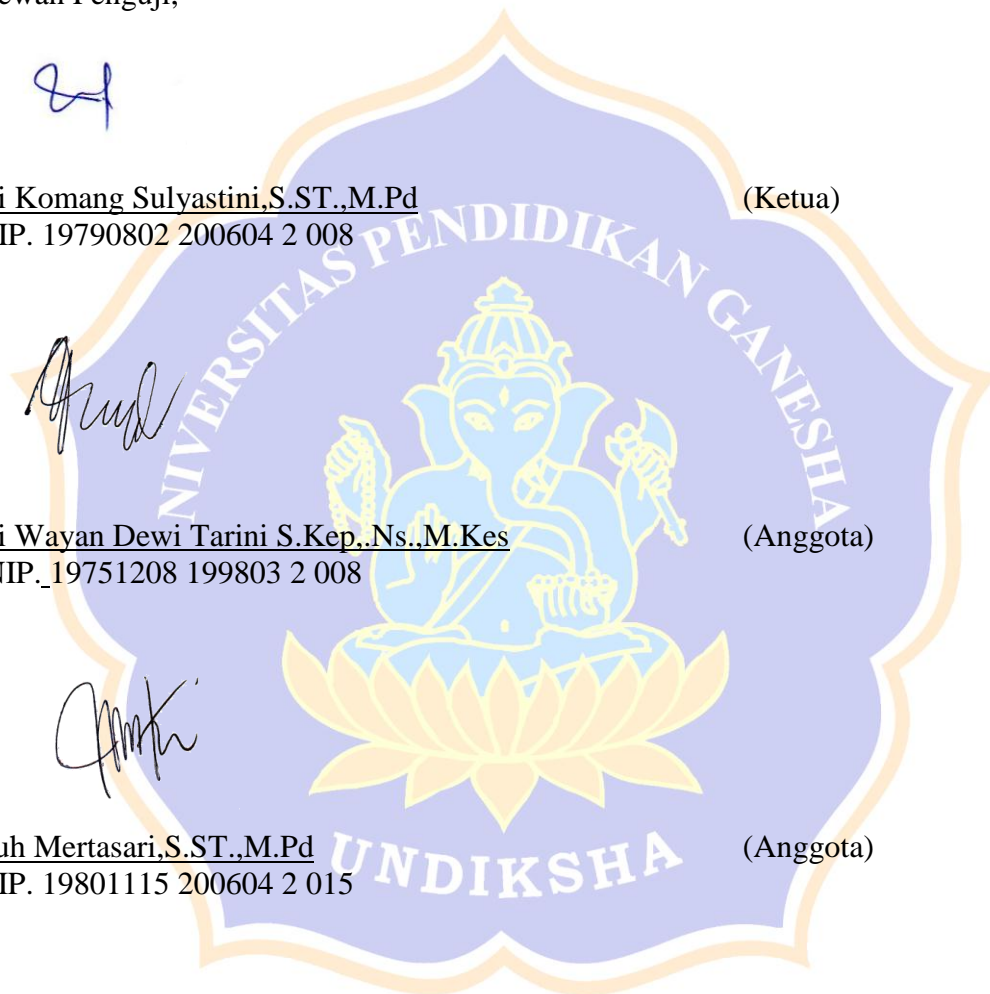 ewan Penguji,
i Komang Sulyastini,S.ST.,M.Pd (Ketua)
IP. 19790802 200604 2 008
i Wayan Dewi Tarini S.Kep,.Ns.,M.Kes (Anggota)
NIP. 19751208 199803 2 008
uh Mertasari,S.ST.,M.Pd (Anggota)
IP. 19801115 200604 2 015
NIVERSITAS PENDIDIKAN GANESHA
UNDIKSHA